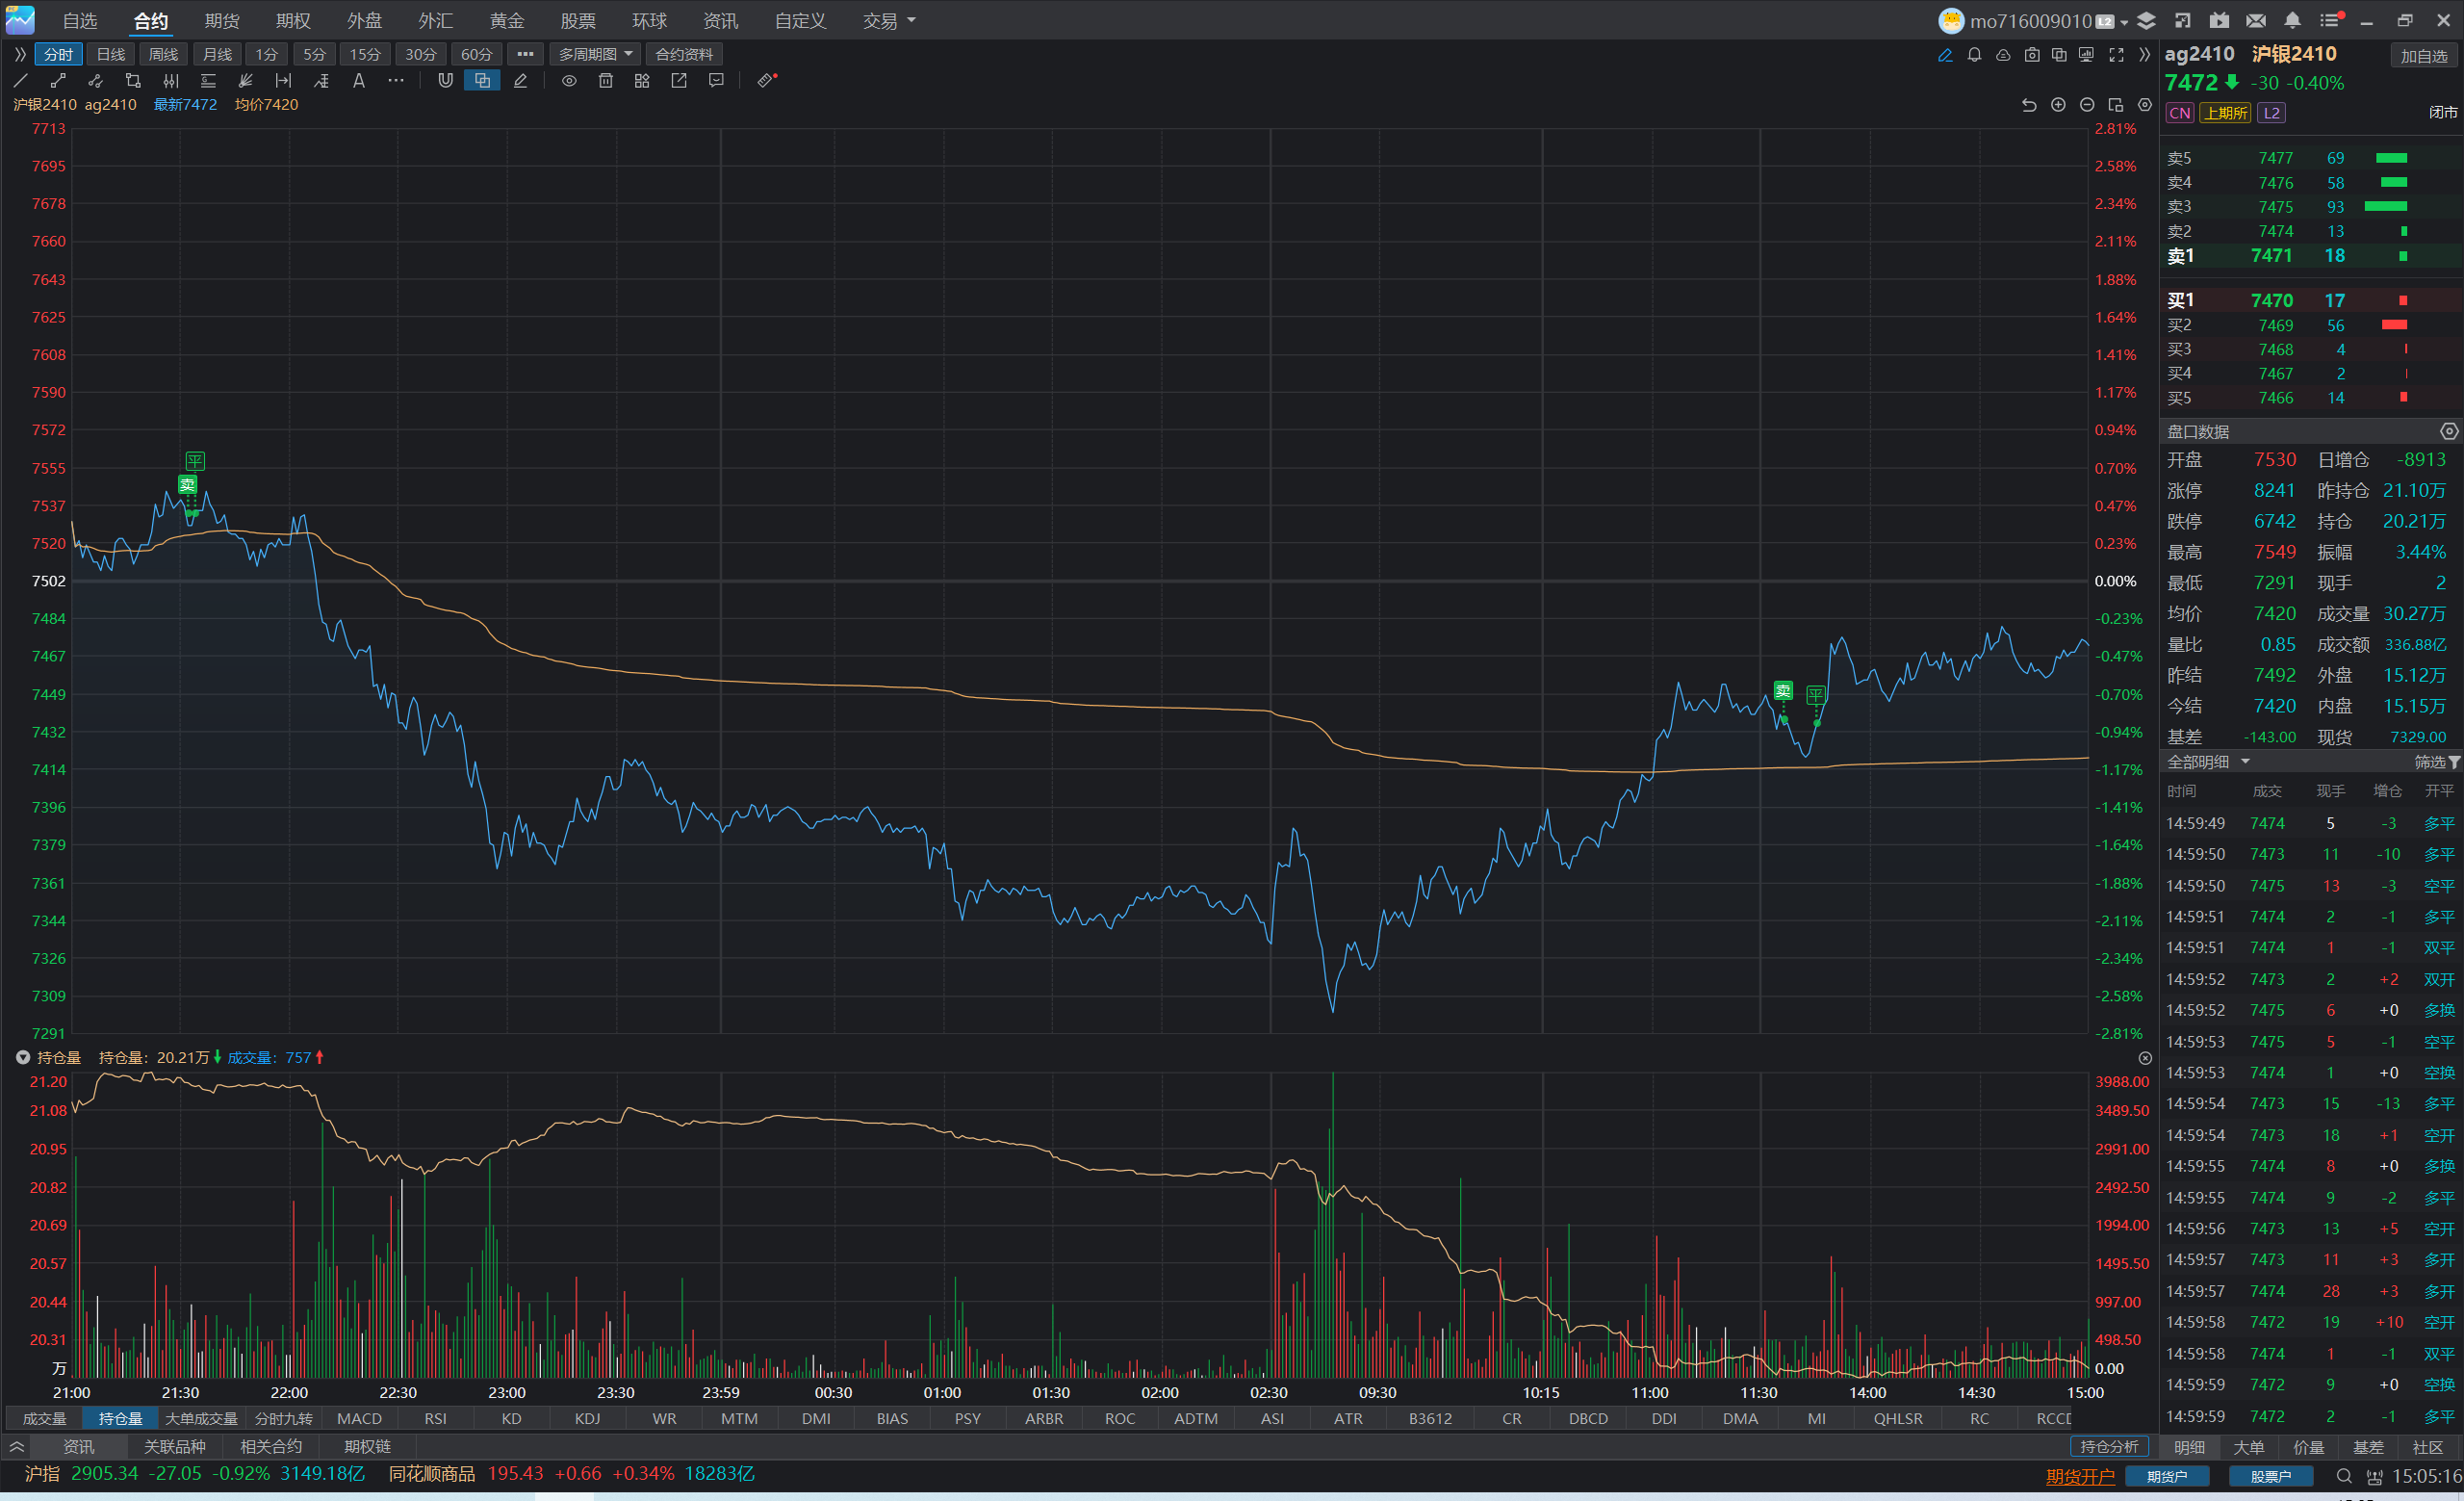 自选 合约 期货 期权 外盘 外汇 黄金 股票 环球 资讯 自定义 交易 mo716009010 L2
分时 日线 周线 月线 1分 5分 15分 30分 60分 ••• 多周期图 合约资料
沪银2410 ag2410 最新7472 均价7420
7713 2.81%
7695 2.58%
7678 2.34%
7660 2.11%
7643 1.88%
7625 1.64%
7608 1.41%
7590 1.17%
7572 0.94%
7555 0.70%
7537 0.47%
7520 0.23%
7502 0.00%
7484 -0.23%
7467 -0.47%
7449 -0.70%
7432 -0.94%
7414 -1.17%
7396 -1.41%
7379 -1.64%
7361 -1.88%
7344 -2.11%
7326 -2.34%
7309 -2.58%
7291 -2.81%
平
卖
卖 平
持仓量 持仓量: 20.21万 成交量: 757
21.20 3988.00
21.08 3489.50
20.95 2991.00
20.82 2492.50
20.69 1994.00
20.57 1495.50
20.44 997.00
20.31 498.50
万 0.00
21:00 21:30 22:00 22:30 23:00 23:30 23:59 00:30 01:00 01:30 02:00 02:30 09:30 10:15 11:00 11:30 14:00 14:30 15:00
成交量 持仓量 大单成交量 分时九转 MACD RSI KD KDJ WR MTM DMI BIAS PSY ARBR ROC ADTM ASI ATR B3612 CR DBCD DDI DMA MI QHLSR RC RCCD
资讯 关联品种 相关合约 期权链 持仓分析
沪指 2905.34 -27.05 -0.92% 3149.18亿 同花顺商品 195.43 +0.66 +0.34% 18283亿 期货开户 期货户 股票户 15:05:16
ag2410 沪银2410 加自选
7472 -30 -0.40%
CN 上期所 L2 闭市
卖5 7477 69
卖4 7476 58
卖3 7475 93
卖2 7474 13
卖1 7471 18
买1 7470 17
买2 7469 56
买3 7468 4
买4 7467 2
买5 7466 14
盘口数据
开盘 7530 日增仓 -8913
涨停 8241 昨持仓 21.10万
跌停 6742 持仓 20.21万
最高 7549 振幅 3.44%
最低 7291 现手 2
均价 7420 成交量 30.27万
量比 0.85 成交额 336.88亿
昨结 7492 外盘 15.12万
今结 7420 内盘 15.15万
基差 -143.00 现货 7329.00
全部明细 筛选
时间 成交 现手 增仓 开平
14:59:49 7474 5 -3 多平
14:59:50 7473 11 -10 多平
14:59:50 7475 13 -3 空平
14:59:51 7474 2 -1 多平
14:59:51 7474 1 -1 双平
14:59:52 7473 2 +2 双开
14:59:52 7475 6 +0 多换
14:59:53 7475 5 -1 空平
14:59:53 7474 1 +0 空换
14:59:54 7473 15 -13 多平
14:59:54 7473 18 +1 空开
14:59:55 7474 8 +0 多换
14:59:55 7474 9 -2 多平
14:59:56 7473 13 +5 空开
14:59:57 7473 11 +3 多开
14:59:57 7474 28 +3 多开
14:59:58 7472 19 +10 空开
14:59:58 7474 1 -1 双平
14:59:59 7472 9 +0 空换
14:59:59 7472 2 -1 多平
明细 大单 价量 基差 社区